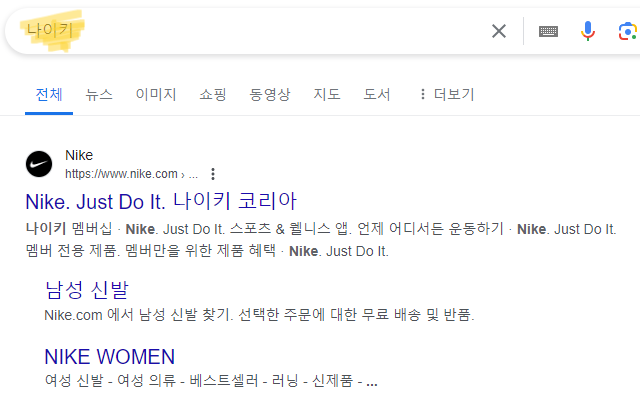 나이키
전체 뉴스 이미지 쇼핑 동영상 지도 도서 더보기
Nike
https://www.nike.com › ...
Nike. Just Do It. 나이키 코리아
나이키 멤버십 · Nike. Just Do It. 스포츠 & 웰니스 앱. 언제 어디서든 운동하기 · Nike. Just Do It.
멤버 전용 제품. 멤버만을 위한 제품 혜택 · Nike. Just Do It.
남성 신발
Nike.com 에서 남성 신발 찾기. 선택한 주문에 대한 무료 배송 및 반품.
NIKE WOMEN
여성 신발 - 여성 의류 - 베스트셀러 - 러닝 - 신제품 - ...